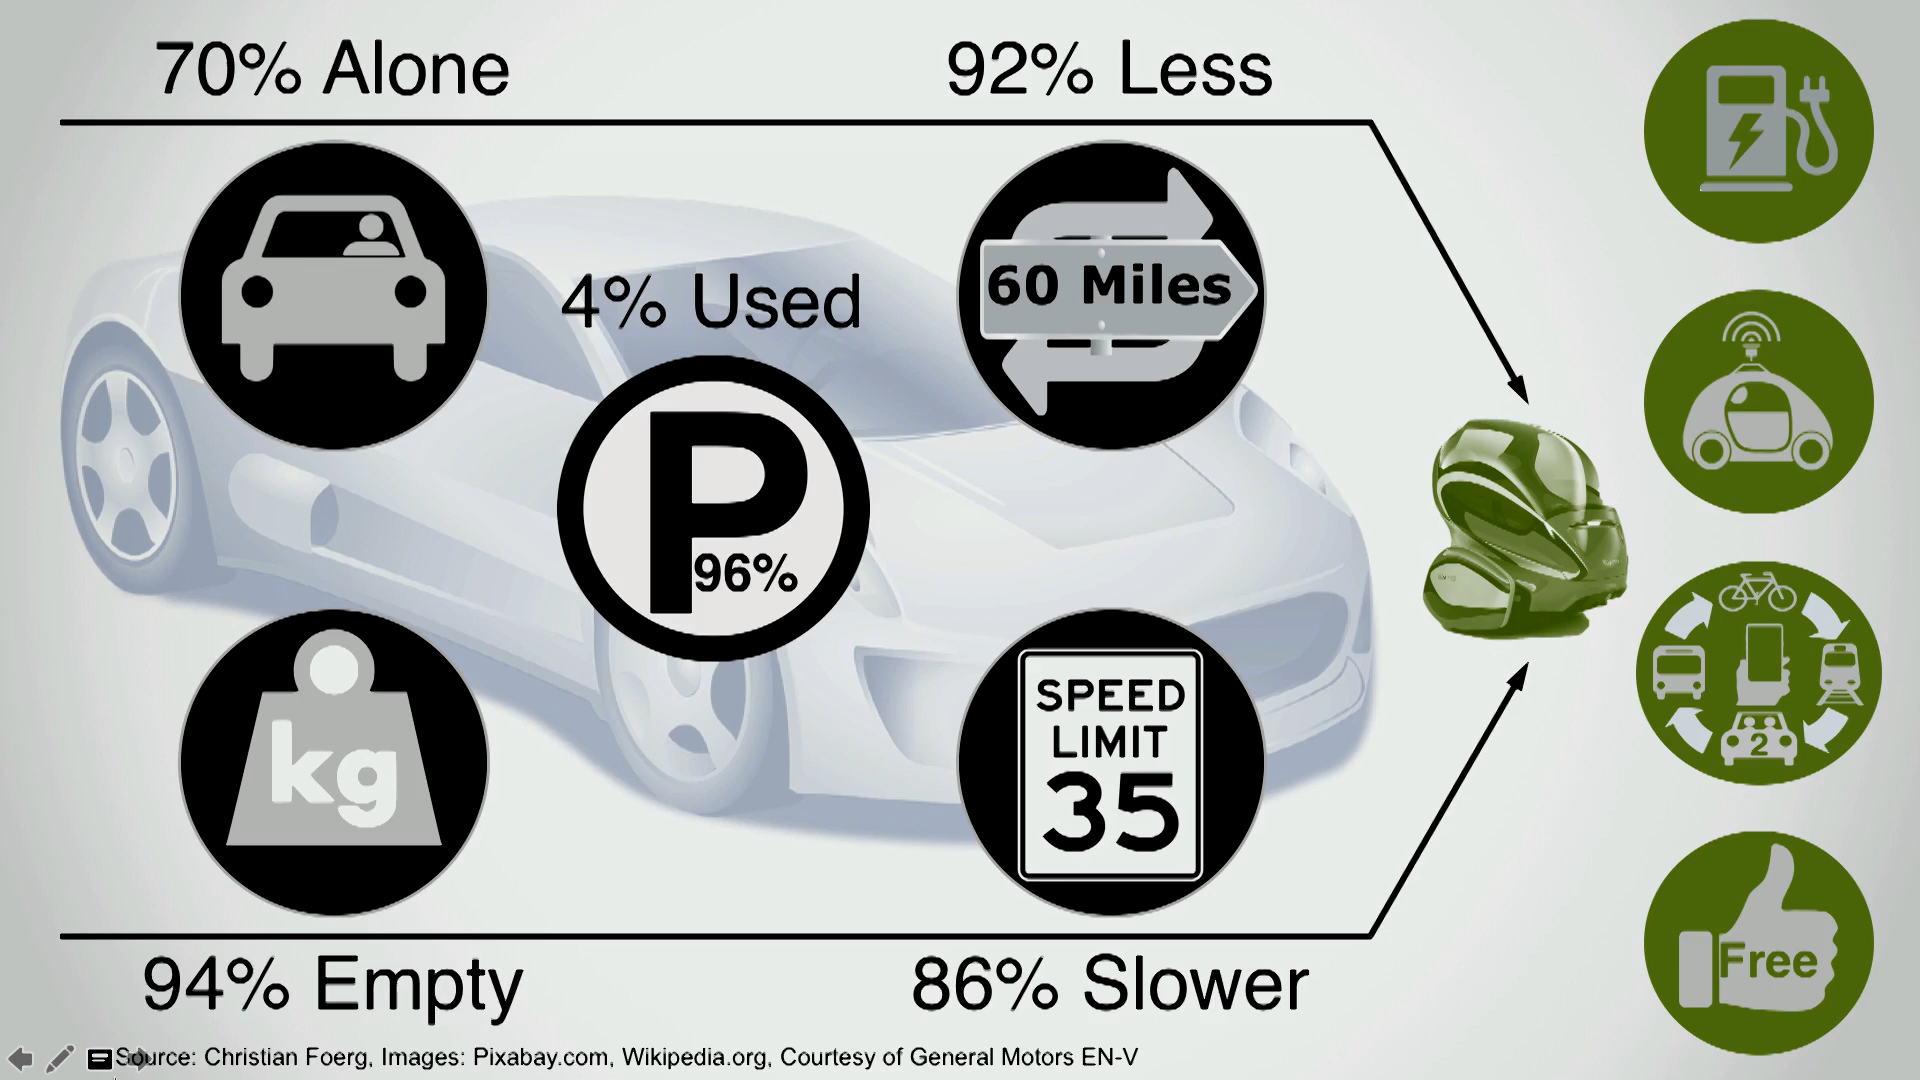 70% Alone
92% Less
60 Miles
4% Used
P
96%
kg
SPEED
LIMIT
35
2
Free
94% Empty
86% Slower
Source: Christian Foerg, Images: Pixabay.com, Wikipedia.org, Courtesy of General Motors EN-V